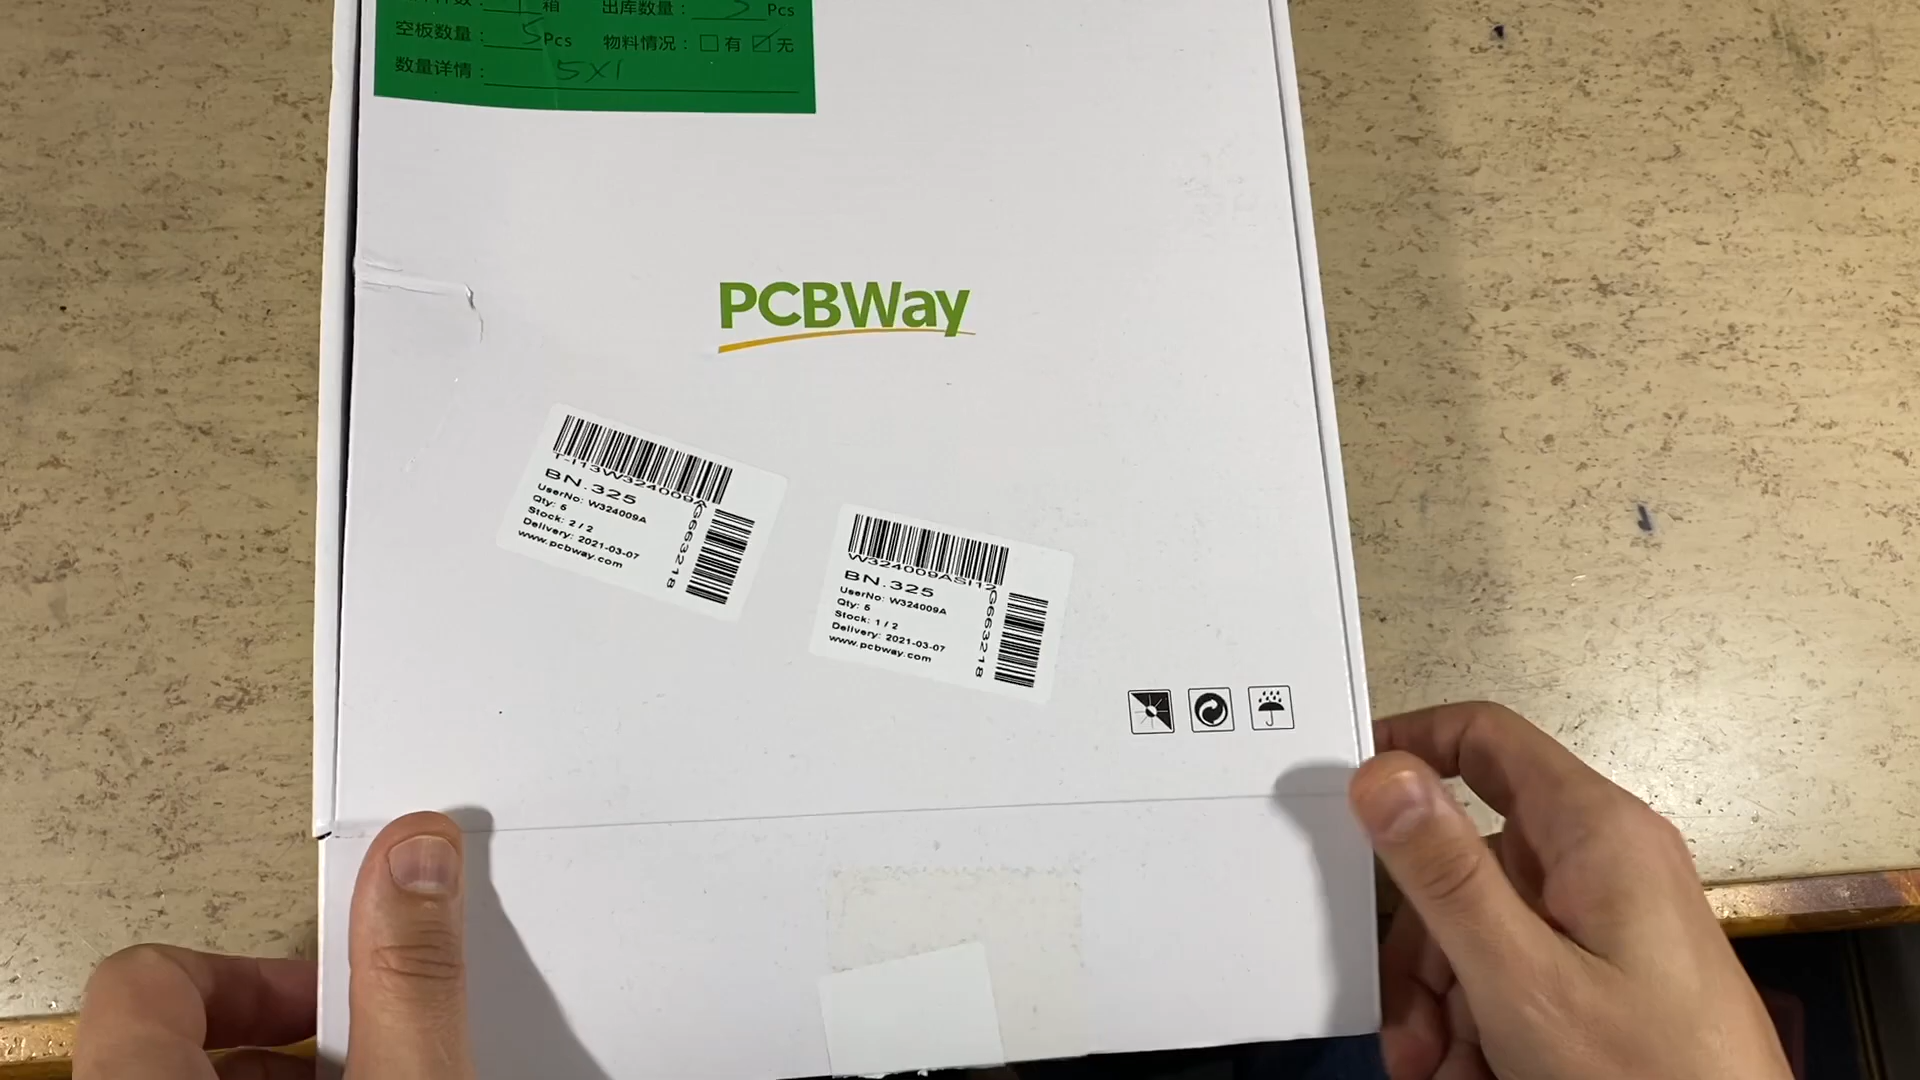 箱 出库数量： Pcs
空板数量： 5 Pcs 物料情况： 有 无
数量详情： 5X1
PCBWay
T-I13W324009A
BN.325
UserNo: W324009A
Qty: 5
Stock: 2 / 2
Delivery: 2021-03-07
www.pcbway.com
G663218
W324009ASI12
BN.325
UserNo: W324009A
Qty: 5
Stock: 1 / 2
Delivery: 2021-03-07
www.pcbway.com
G663218